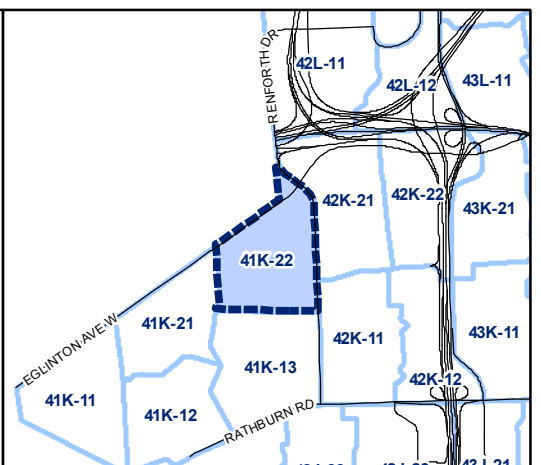 RENFORTH DR
42L-11
42L-12
43L-11
42K-21
42K-22
43K-21
41K-22
41K-21
42K-11
43K-11
EGLINTON AVE W
41K-13
42K-12
41K-11
41K-12
RATHBURN RD
43J-21